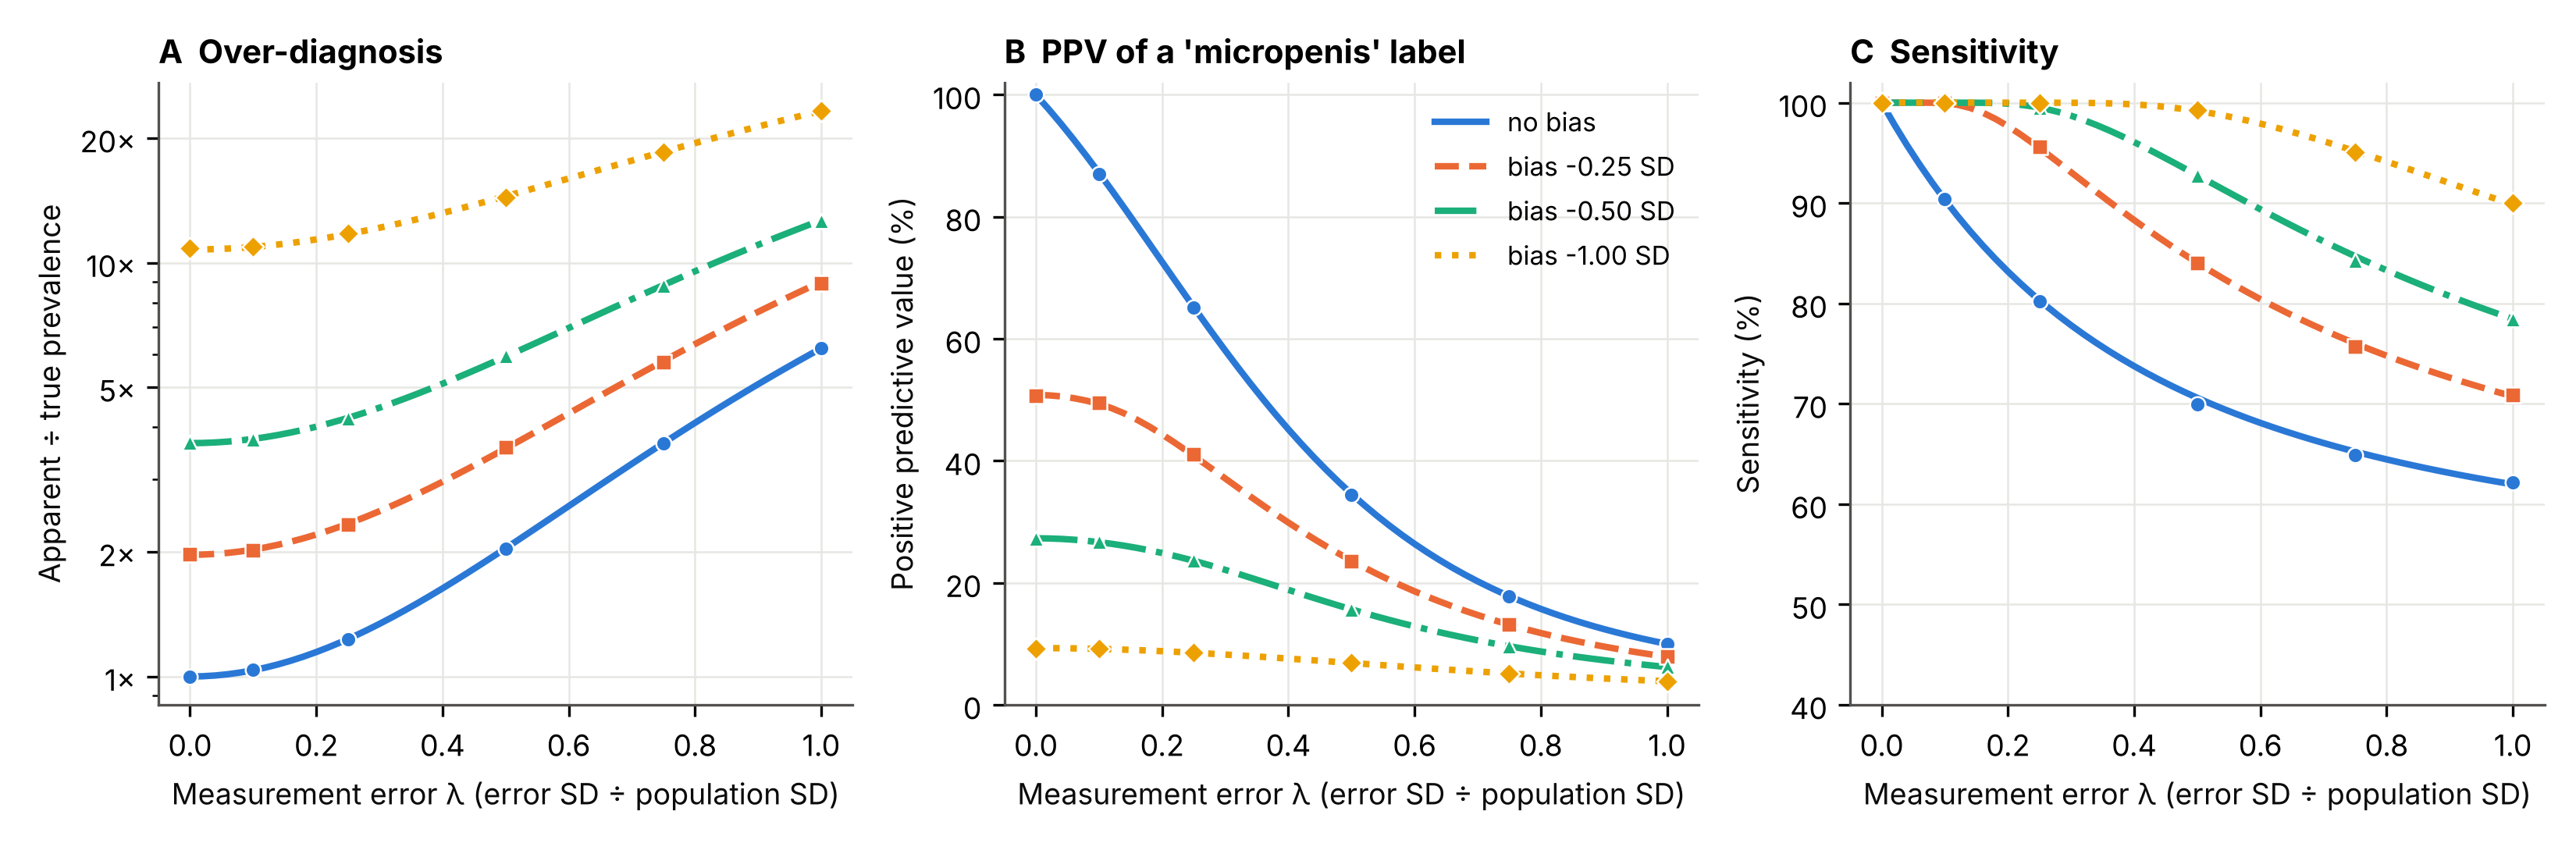 A Over-diagnosis
Apparent ÷ true prevalence
20×
10×
5×
2×
1×
0.0 0.2 0.4 0.6 0.8 1.0
Measurement error λ (error SD ÷ population SD)
B PPV of a 'micropenis' label
Positive predictive value (%)
100
80
60
40
20
0
no bias
bias -0.25 SD
bias -0.50 SD
bias -1.00 SD
0.0 0.2 0.4 0.6 0.8 1.0
Measurement error λ (error SD ÷ population SD)
C Sensitivity
Sensitivity (%)
100
90
80
70
60
50
40
0.0 0.2 0.4 0.6 0.8 1.0
Measurement error λ (error SD ÷ population SD)